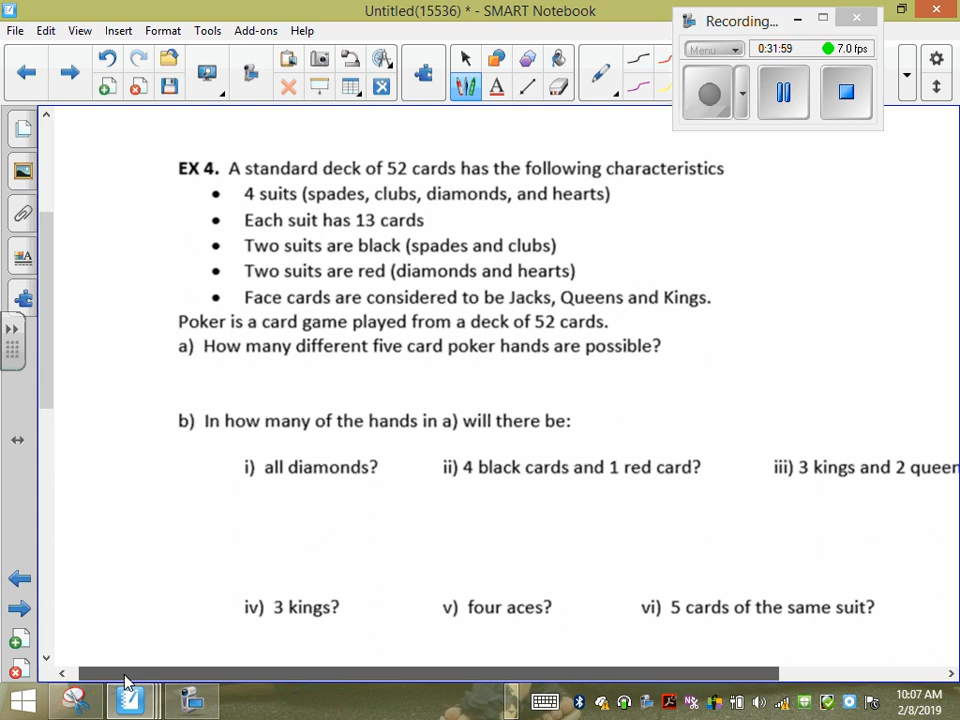 Untitled(15536) * - SMART Notebook
Recording...
File Edit View Insert Format Tools Add-ons Help
Menu 0:31:59 7.0 fps
EX 4. A standard deck of 52 cards has the following characteristics
• 4 suits (spades, clubs, diamonds, and hearts)
• Each suit has 13 cards
• Two suits are black (spades and clubs)
• Two suits are red (diamonds and hearts)
• Face cards are considered to be Jacks, Queens and Kings.
Poker is a card game played from a deck of 52 cards.
a) How many different five card poker hands are possible?
b) In how many of the hands in a) will there be:
i) all diamonds? ii) 4 black cards and 1 red card? iii) 3 kings and 2 queen
iv) 3 kings? v) four aces? vi) 5 cards of the same suit?
10:07 AM
2/8/2019